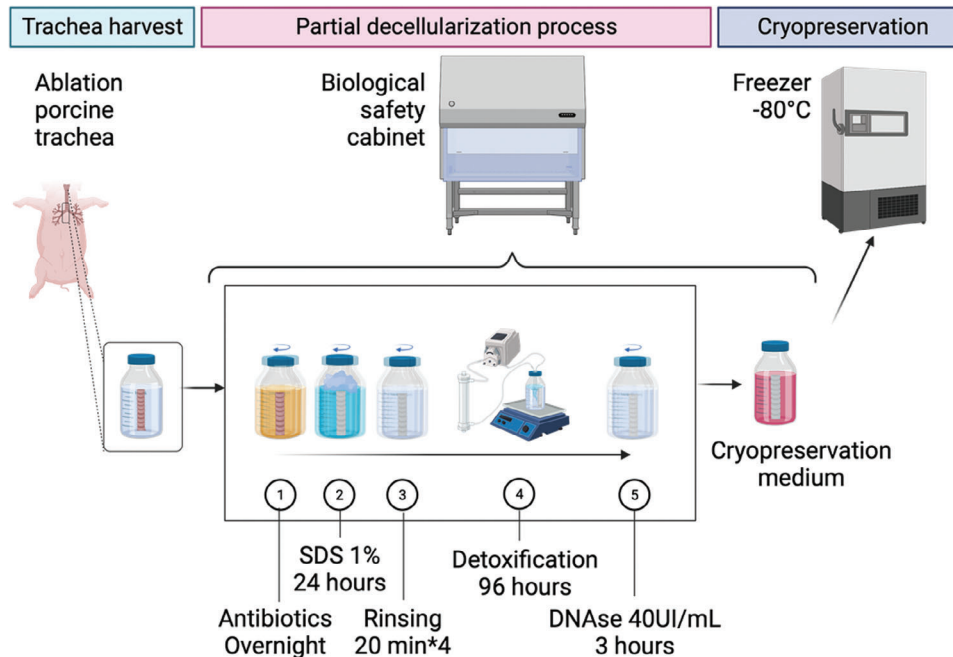 Trachea harvest
Partial decellularization process
Cryopreservation
Ablation
porcine
trachea
Biological
safety
cabinet
Freezer
-80°C
Cryopreservation
medium
1
2
3
4
5
SDS 1%
24 hours
Detoxification
96 hours
Antibiotics
Overnight
Rinsing
20 min*4
DNAse 40UI/mL
3 hours